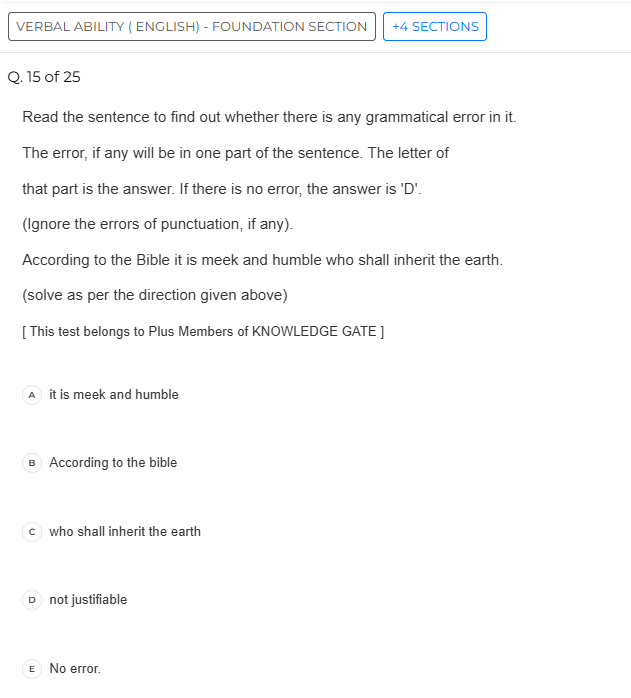 VERBAL ABILITY ( ENGLISH) - FOUNDATION SECTION
+4 SECTIONS
Q. 15 of 25
Read the sentence to find out whether there is any grammatical error in it.
The error, if any will be in one part of the sentence. The letter of
that part is the answer. If there is no error, the answer is 'D'.
(Ignore the errors of punctuation, if any).
According to the Bible it is meek and humble who shall inherit the earth.
(solve as per the direction given above)
[ This test belongs to Plus Members of KNOWLEDGE GATE ]
A it is meek and humble
B According to the bible
C who shall inherit the earth
D not justifiable
E No error.